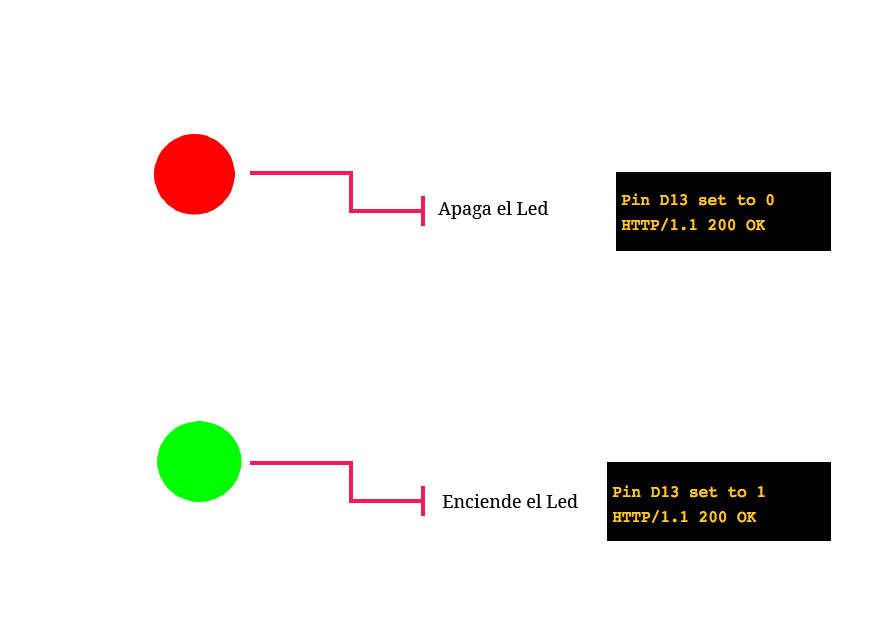 Apaga el Led
Pin D13 set to 0
HTTP/1.1 200 OK
Enciende el Led
Pin D13 set to 1
HTTP/1.1 200 OK